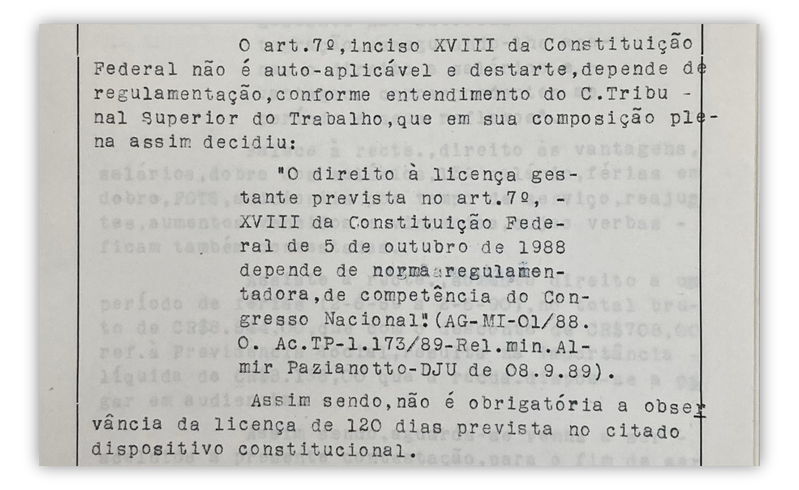 O art.7º,inciso XVIII da Constituição
Federal não é auto-aplicável e destarte,depende de
regulamentação,conforme entendimento do C.Tribu -
nal Superior do Trabalho,que em sua composição ple-
na assim decidiu:
"O direito à licença ges-
tante prevista no art.7º, -
XVIII da Constituição Fede-
ral de 5 de outubro de 1988
depende de norma regulamen-
tadora,de competência do Con-
gresso Nacional".(AG-MI-01/88.
O. Ac.TP-1.173/89-Rel.min.Al-
mir Pazianotto-DJU de 08.9.89).
Assim sendo,não é obrigatória a obser
vância da licença de 120 dias prevista no citado
dispositivo constitucional.